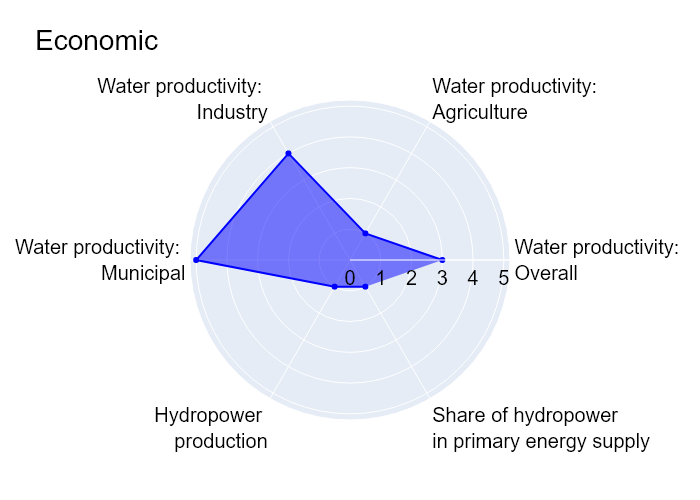 Economic
Water productivity:
Industry
Water productivity:
Agriculture
Water productivity:
Municipal
Water productivity:
Overall
0 1 2 3 4 5
Hydropower
production
Share of hydropower
in primary energy supply